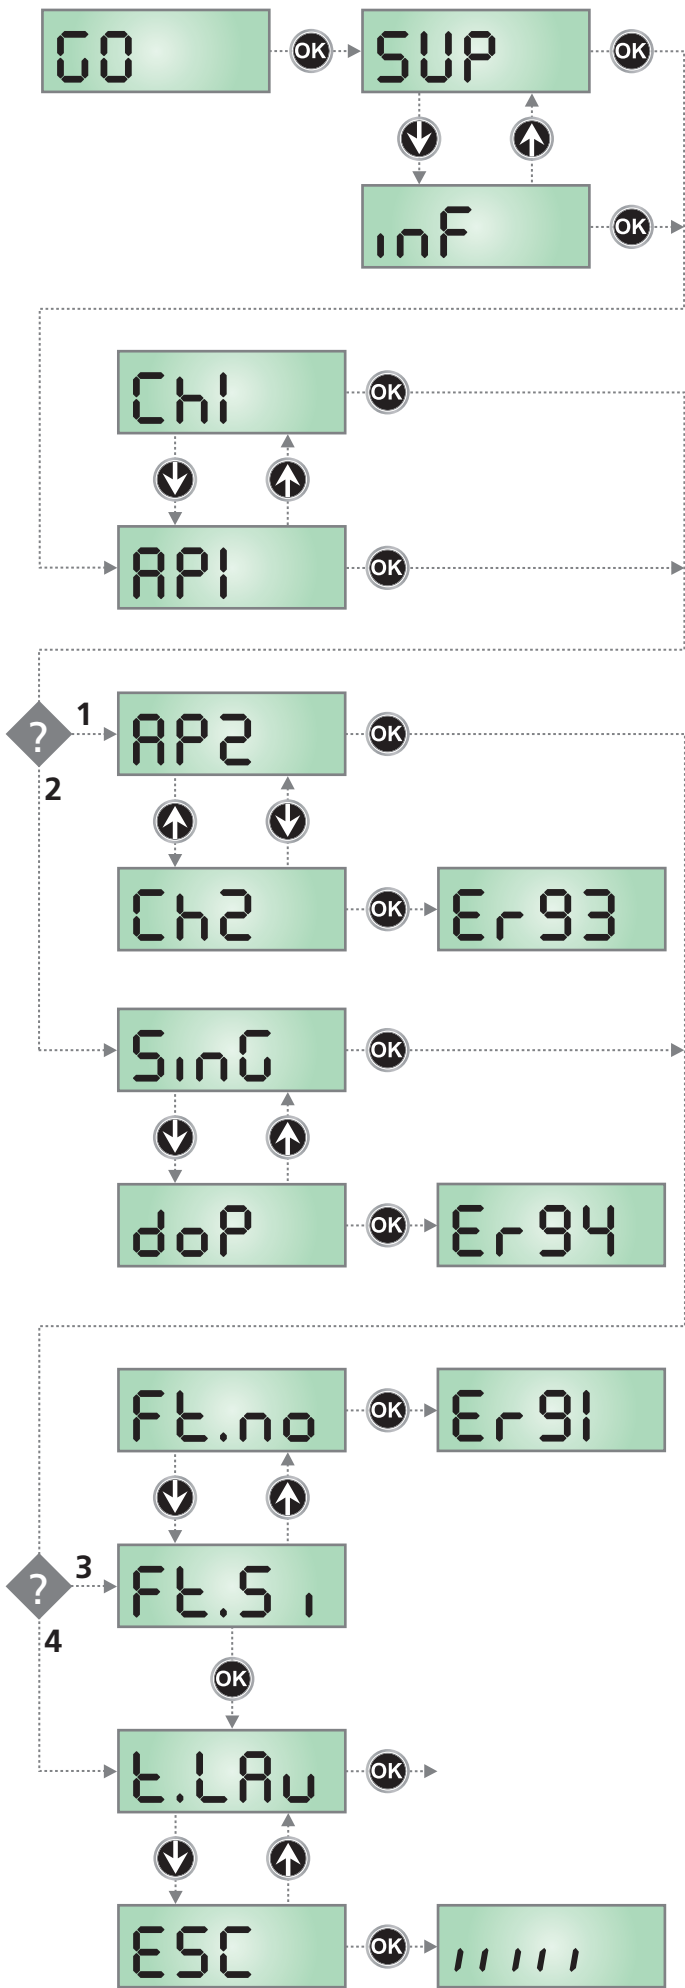 GO OK SUP OK
inF OK
Ch1 OK
AP1 OK
? 1 AP2 OK
2
Ch2 OK Er93
SinG OK
doP OK Er94
Ft.no OK Er91
? 3 Ft.Si
4
OK
t.LAv OK
ESC OK